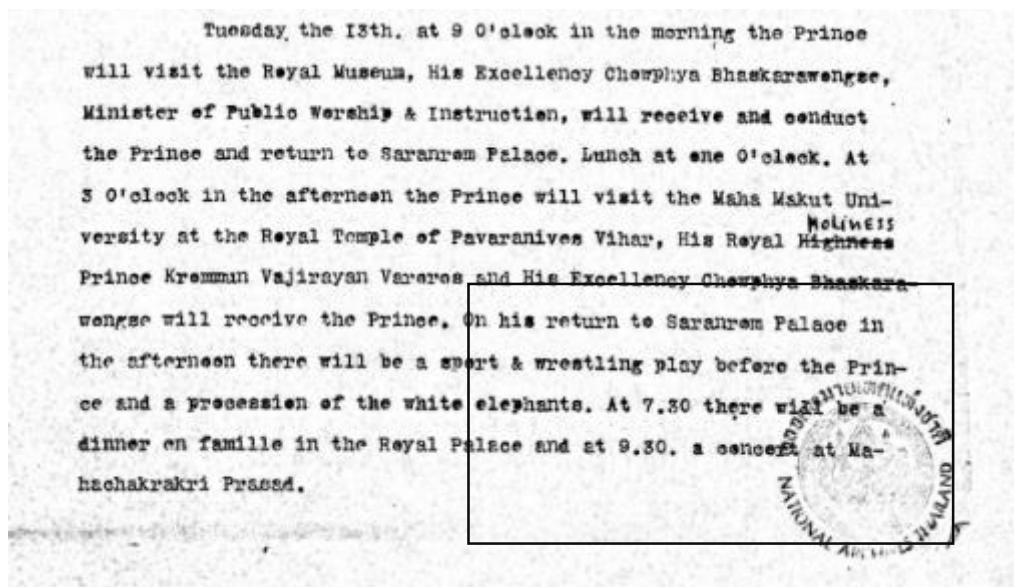 Tuesday, the I3th. at 9 O'clock in the morning the Prince
will visit the Royal Museum, His Excellency Chowphya Bhaskarawongse,
Minister of Public Worship & Instruction, will receive and conduct
the Prince and return to Saranrom Palace. Lunch at one O'clock. At
3 O'clock in the afternoon the Prince will visit the Maha Makut Uni-
HOLINESS
versity at the Royal Temple of Pavaranives Vihar, His Royal Highness
Prince Krommun Vajirayan Varoros and His Excellency Chowphya Bhaskara-
wongse will receive the Prince. On his return to Saranrom Palace in
the afternoon there will be a sport & wrestling play before the Prin-
ce and a procession of the white elephants. At 7.30 there will be a
dinner en famille in the Royal Palace and at 9.30. a concert at Ma-
hachakrakri Prasad.
NATIONAL ARCHIVES THAILAND